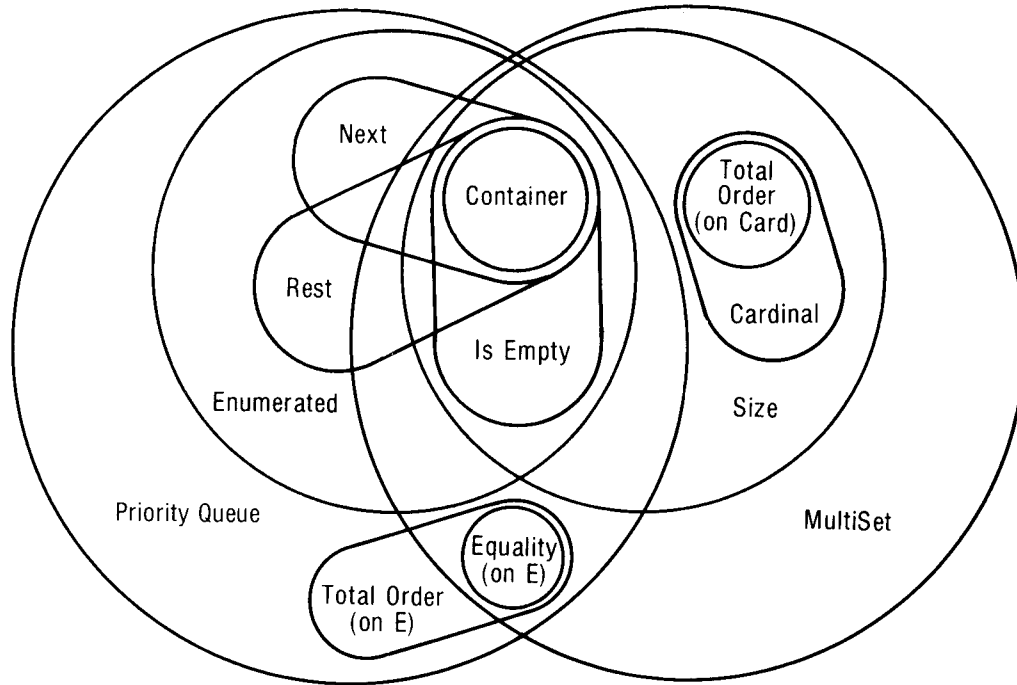 Next
Container
Total
Order
(on Card)
Rest
Cardinal
Is Empty
Enumerated
Size
Priority Queue
MultiSet
Equality
(on E)
Total Order
(on E)